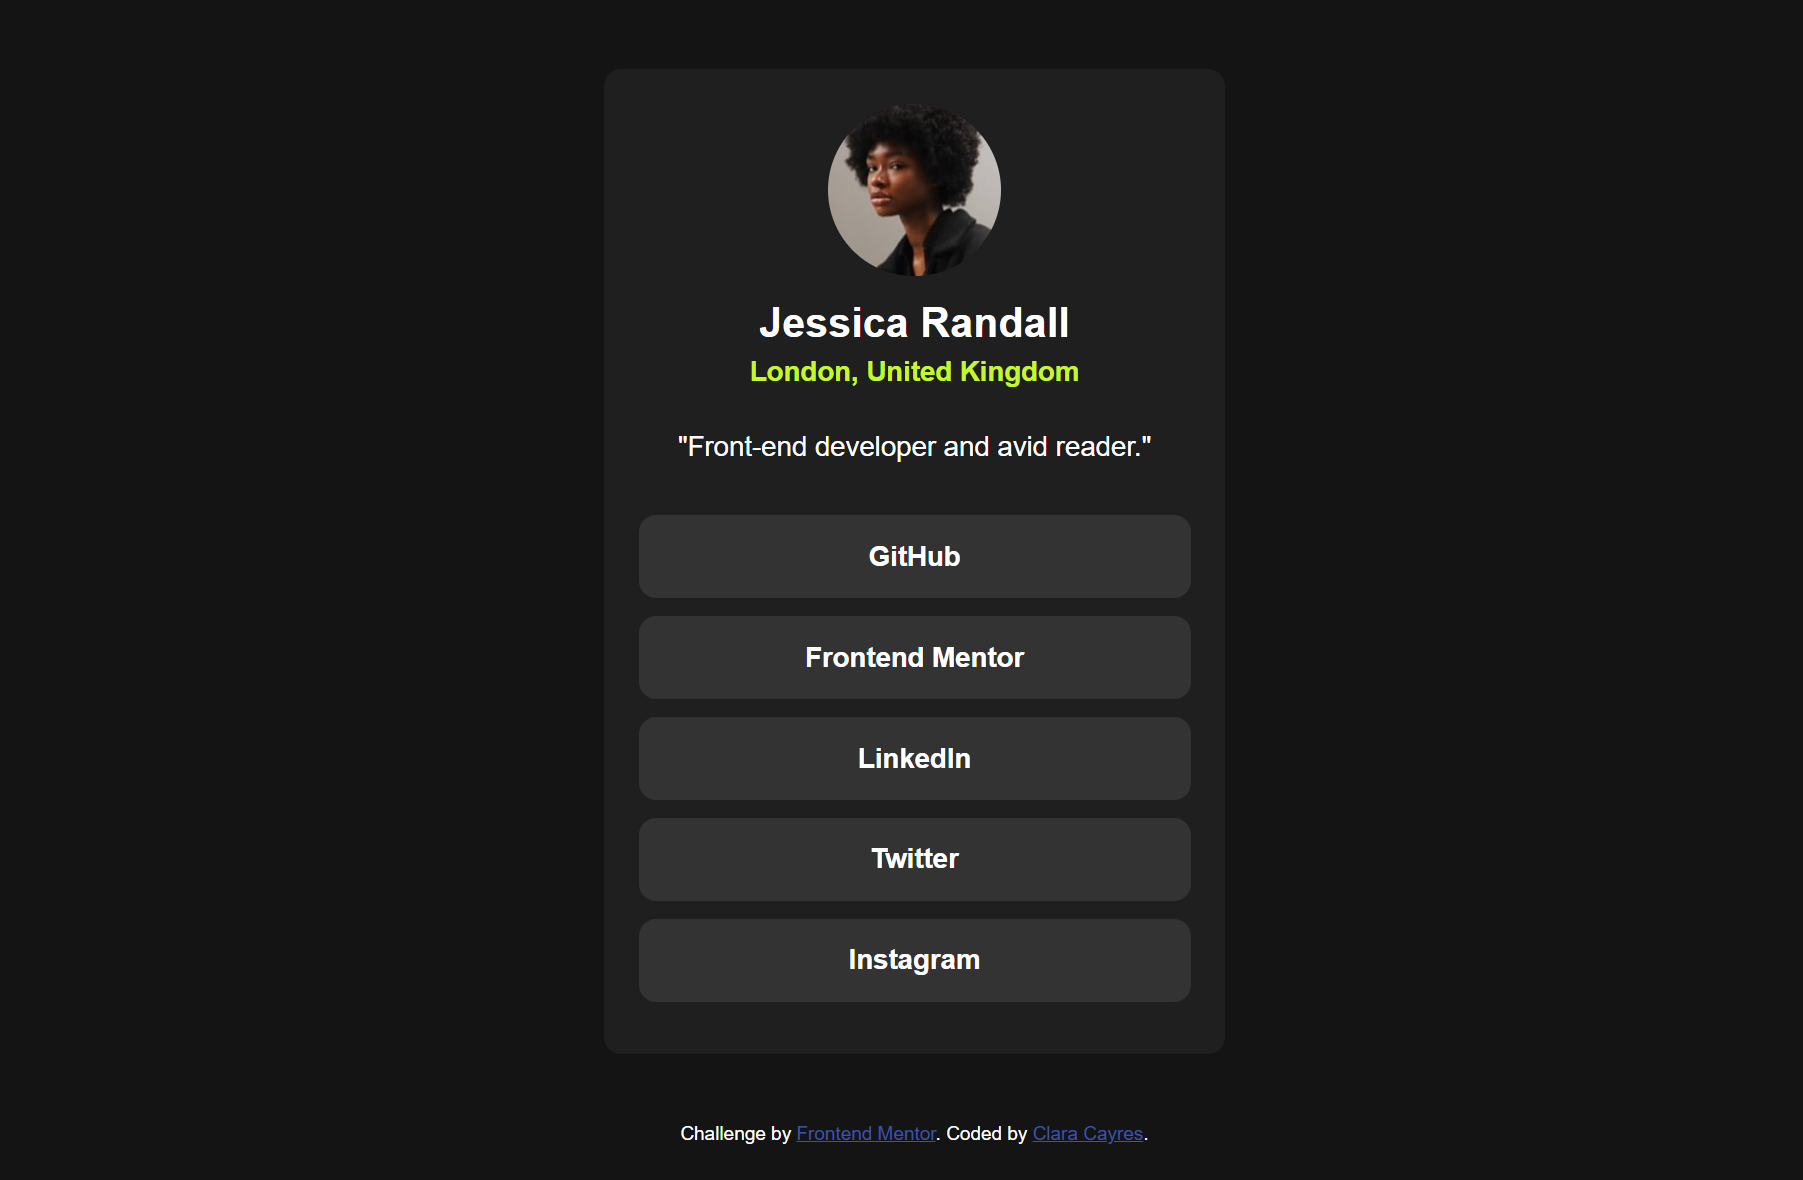 Jessica Randall
London, United Kingdom
"Front-end developer and avid reader."
GitHub
Frontend Mentor
LinkedIn
Twitter
Instagram
Challenge by Frontend Mentor. Coded by Clara Cayres.